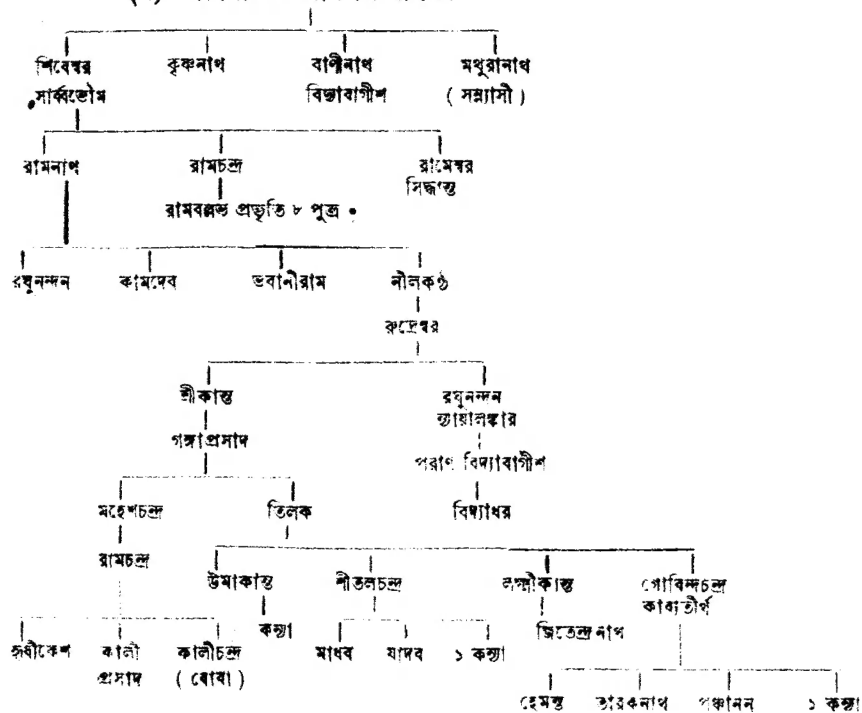 শিবেশ্বর কৃষ্ণনাথ বাণীনাথ মথুরানাথ
সার্ব্বভৌম বিদ্যাবাগীশ ( সন্ন্যাসী )
রামনাথ রামচন্দ্র রামেশ্বর
সিদ্ধান্ত
রামবল্লভ প্রভৃতি ৮ পুত্র
রঘুনন্দন কামদেব ভবানীরাম নীলকণ্ঠ
রুদ্রেশ্বর
শ্রীকান্ত রঘুনন্দন
ন্যায়ালঙ্কার
গঙ্গাপ্রসাদ
পরাণ বিদ্যাবাগীশ
মহেশচন্দ্র তিলক বিদ্যাধর
রামচন্দ্র
উমাকান্ত শীতলচন্দ্র লক্ষ্মীকান্ত গোবিন্দচন্দ্র
কাব্যতীর্থ
কন্যা জিতেন্দ্রনাথ
হৃষীকেশ কালী কালীচন্দ্র মাধব যাদব ১ কন্যা
প্রসাদ ( বোবা )
হেমন্ত তারকনাথ পঞ্চানন ১ কন্যা